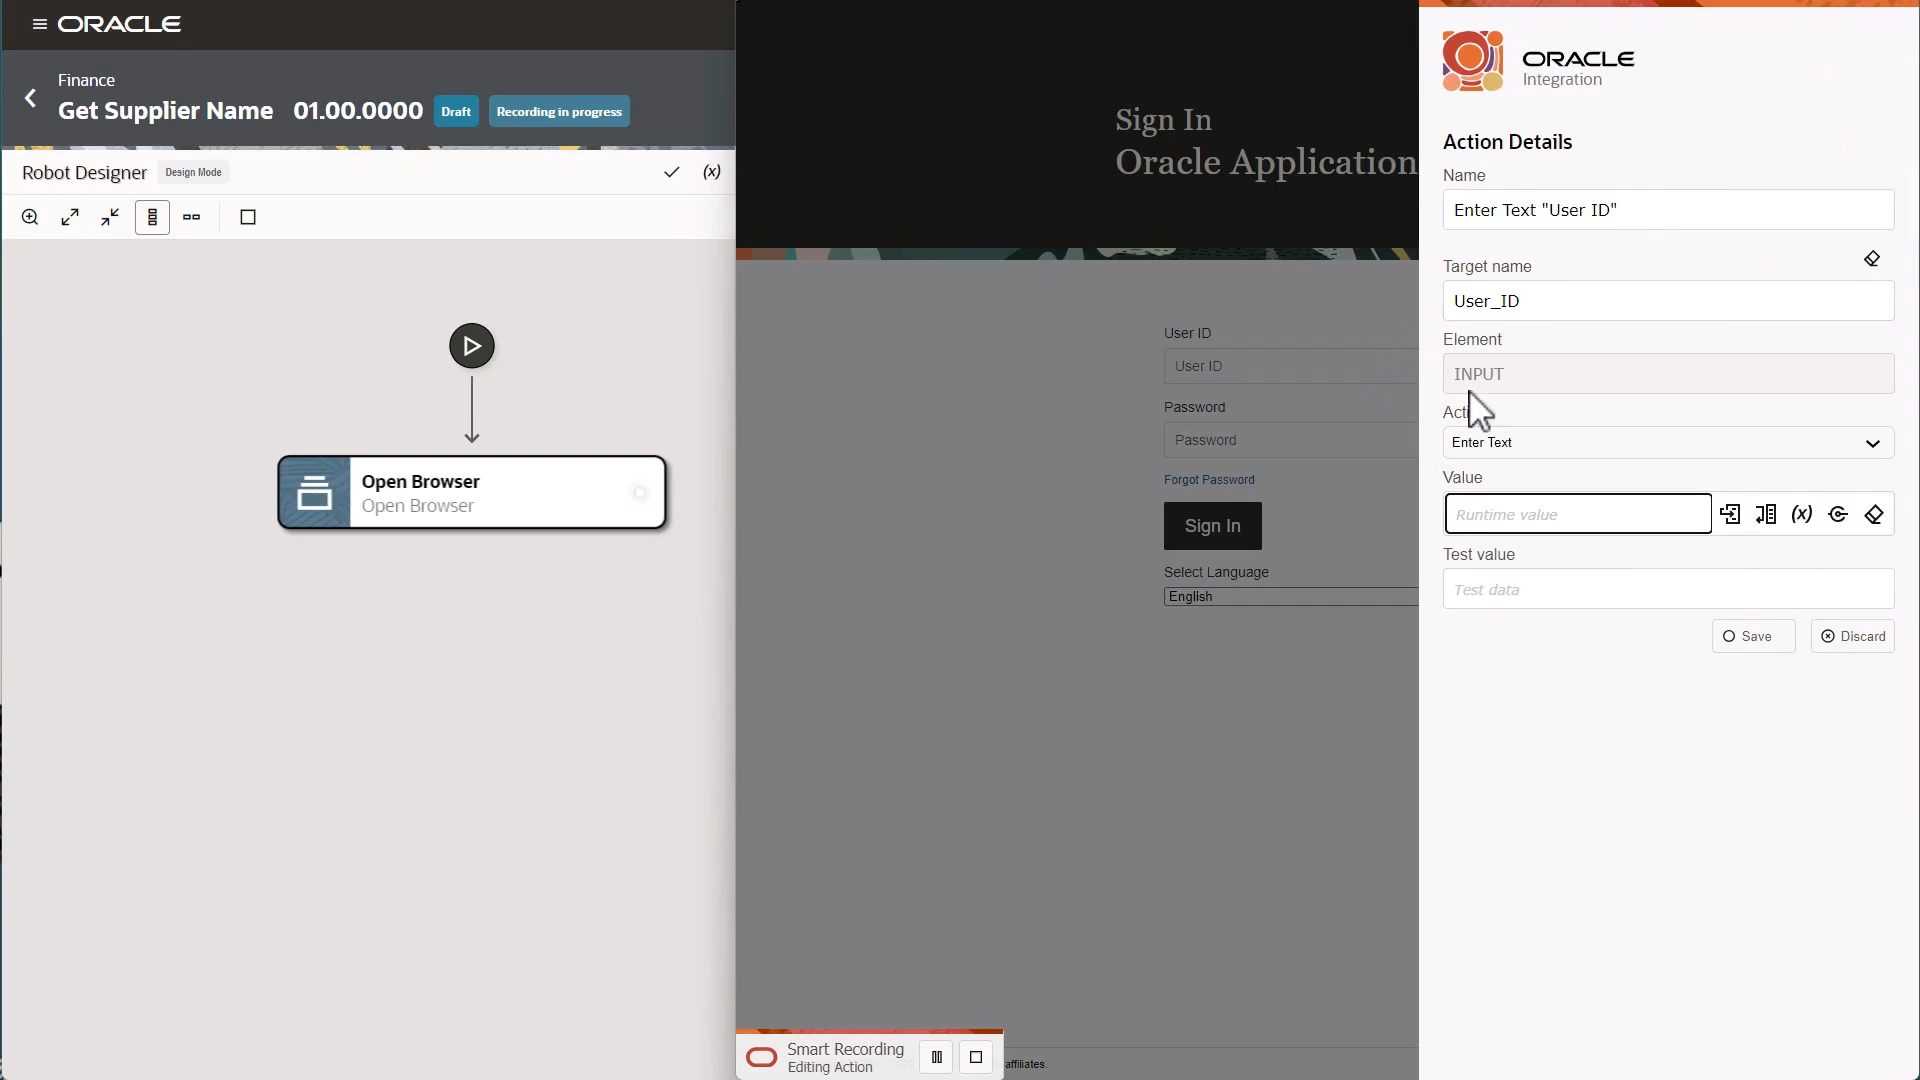 ORACLE
Finance
Get Supplier Name 01.00.0000 Draft Recording in progress
Robot Designer Design Mode
(x)
Open Browser
Open Browser
Sign In
Oracle Application
User ID
User ID
Password
Password
Forgot Password
Sign In
Select Language
English
Smart Recording
Editing Action
affiliates.
ORACLE
Integration
Action Details
Name
Enter Text "User ID"
Target name
User_ID
Element
INPUT
Acti
Enter Text
Value
Runtime value
(x)
Test value
Test data
Save Discard